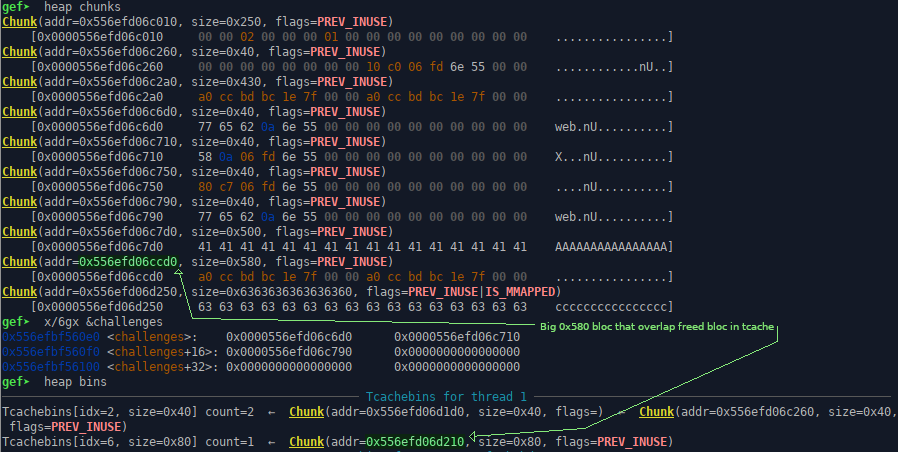 gef➤  heap chunks
Chunk(addr=0x556efd06c010, size=0x250, flags=PREV_INUSE)
    [0x0000556efd06c010     00 00 02 00 00 00 01 00 00 00 00 00 00 00 00 00    ................]
Chunk(addr=0x556efd06c260, size=0x40, flags=PREV_INUSE)
    [0x0000556efd06c260     00 00 00 00 00 00 00 00 10 c0 06 fd 6e 55 00 00    ............nU..]
Chunk(addr=0x556efd06c2a0, size=0x430, flags=PREV_INUSE)
    [0x0000556efd06c2a0     a0 cc bd bc 1e 7f 00 00 a0 cc bd bc 1e 7f 00 00    ................]
Chunk(addr=0x556efd06c6d0, size=0x40, flags=PREV_INUSE)
    [0x0000556efd06c6d0     77 65 62 0a 6e 55 00 00 00 00 00 00 00 00 00 00    web.nU..........]
Chunk(addr=0x556efd06c710, size=0x40, flags=PREV_INUSE)
    [0x0000556efd06c710     58 0a 06 fd 6e 55 00 00 00 00 00 00 00 00 00 00    X...nU..........]
Chunk(addr=0x556efd06c750, size=0x40, flags=PREV_INUSE)
    [0x0000556efd06c750     80 c7 06 fd 6e 55 00 00 00 00 00 00 00 00 00 00    ....nU..........]
Chunk(addr=0x556efd06c790, size=0x40, flags=PREV_INUSE)
    [0x0000556efd06c790     77 65 62 0a 6e 55 00 00 00 00 00 00 00 00 00 00    web.nU..........]
Chunk(addr=0x556efd06c7d0, size=0x500, flags=PREV_INUSE)
    [0x0000556efd06c7d0     41 41 41 41 41 41 41 41 41 41 41 41 41 41 41 41    AAAAAAAAAAAAAAAA]
Chunk(addr=0x556efd06ccd0, size=0x580, flags=PREV_INUSE)
    [0x0000556efd06ccd0     a0 cc bd bc 1e 7f 00 00 a0 cc bd bc 1e 7f 00 00    ................]
Chunk(addr=0x556efd06d250, size=0x6363636363636360, flags=PREV_INUSE|IS_MMAPPED)
    [0x0000556efd06d250     63 63 63 63 63 63 63 63 63 63 63 63 63 63 63 63    cccccccccccccccc]
gef➤  x/6gx &challenges
Big 0x580 bloc that overlap freed bloc in tcache
0x556efbf560e0 <challenges>:    0x0000556efd06c6d0      0x0000556efd06c710
0x556efbf560f0 <challenges+16>: 0x0000556efd06c790      0x0000000000000000
0x556efbf56100 <challenges+32>: 0x0000000000000000      0x0000000000000000
gef➤  heap bins
Tcachebins for thread 1
Tcachebins[idx=2, size=0x40] count=2  ←  Chunk(addr=0x556efd06d1d0, size=0x40, flags=)  ←  Chunk(addr=0x556efd06c260, size=0x40,
 flags=PREV_INUSE)
Tcachebins[idx=6, size=0x80] count=1  ←  Chunk(addr=0x556efd06d210, size=0x80, flags=PREV_INUSE)